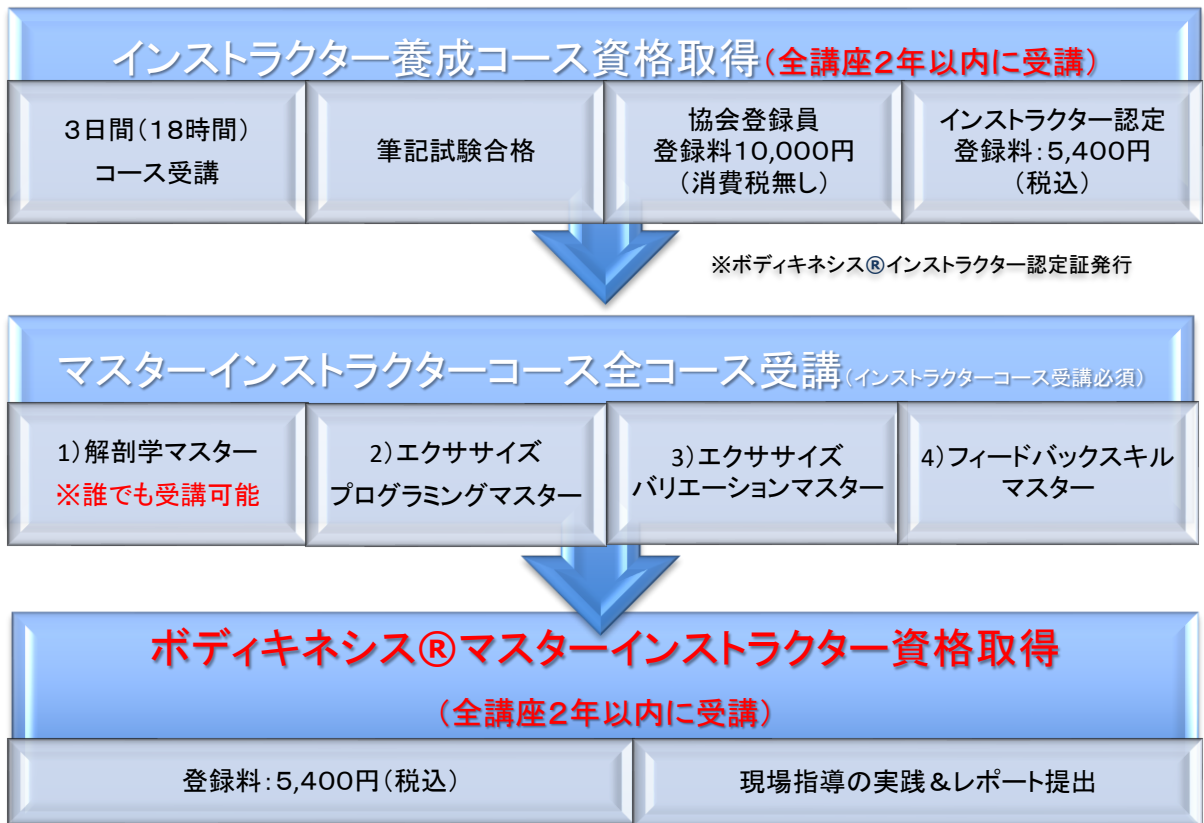 インストラクター養成コース資格取得(全講座2年以内に受講)
3日間(18時間)
コース受講
筆記試験合格
協会登録員
登録料10,000円
(消費税無し)
インストラクター認定
登録料:5,400円
(税込)
※ボディキネシス®インストラクター認定証発行
マスターインストラクターコース全コース受講(インストラクターコース受講必須)
1)解剖学マスター
※誰でも受講可能
2)エクササイズ
プログラミングマスター
3)エクササイズ
バリエーションマスター
4)フィードバックスキル
マスター
ボディキネシス®マスターインストラクター資格取得
(全講座2年以内に受講)
登録料:5,400円(税込)
現場指導の実践&レポート提出